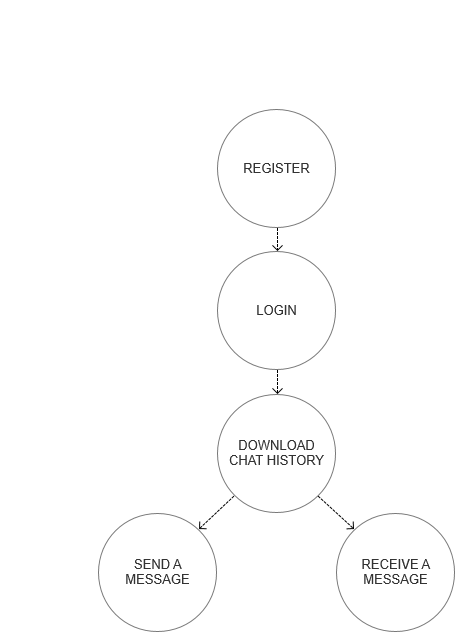 REGISTER
LOGIN
DOWNLOAD
CHAT HISTORY
SEND A
MESSAGE
RECEIVE A
MESSAGE